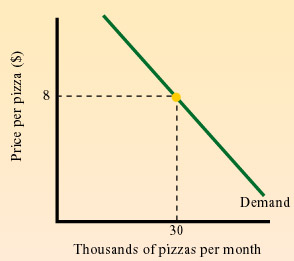 Price per pizza ($)
8
Demand
30
Thousands of pizzas per month